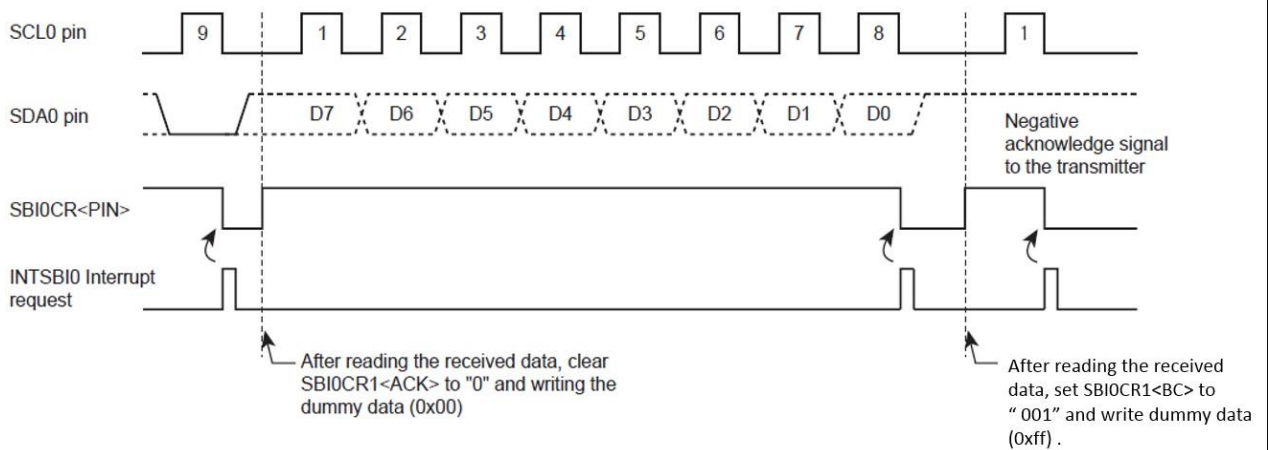 SCL0 pin
9 1 2 3 4 5 6 7 8 1
SDA0 pin
D7 D6 D5 D4 D3 D2 D1 D0
Negative
acknowledge signal
to the transmitter
SBI0CR<PIN>
INTSBI0 Interrupt
request
After reading the received data, clear
SBI0CR1<ACK> to "0" and writing the
dummy data (0x00)
After reading the received
data, set SBI0CR1<BC> to
“ 001” and write dummy data
(0xff) .